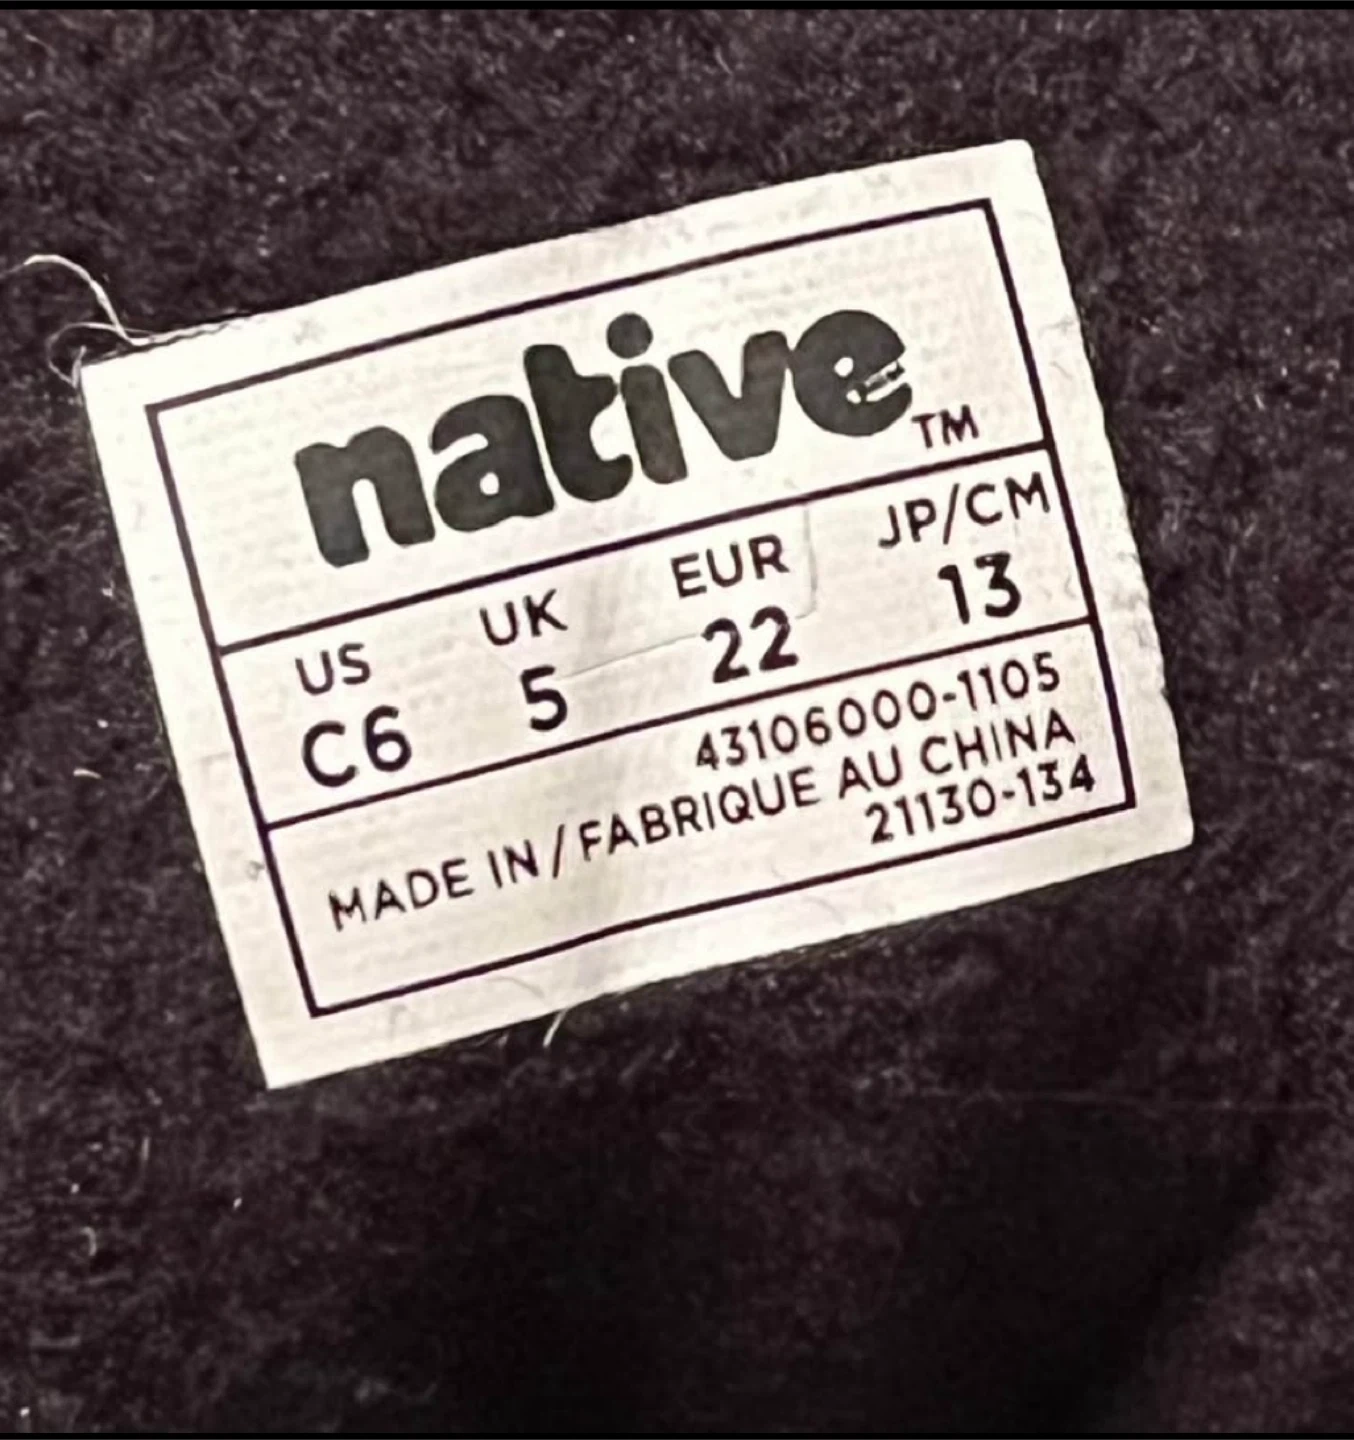 native™
US UK EUR JP/CM
C6 5 22 13
43106000-1105
MADE IN/FABRIQUE AU CHINA
21130-134